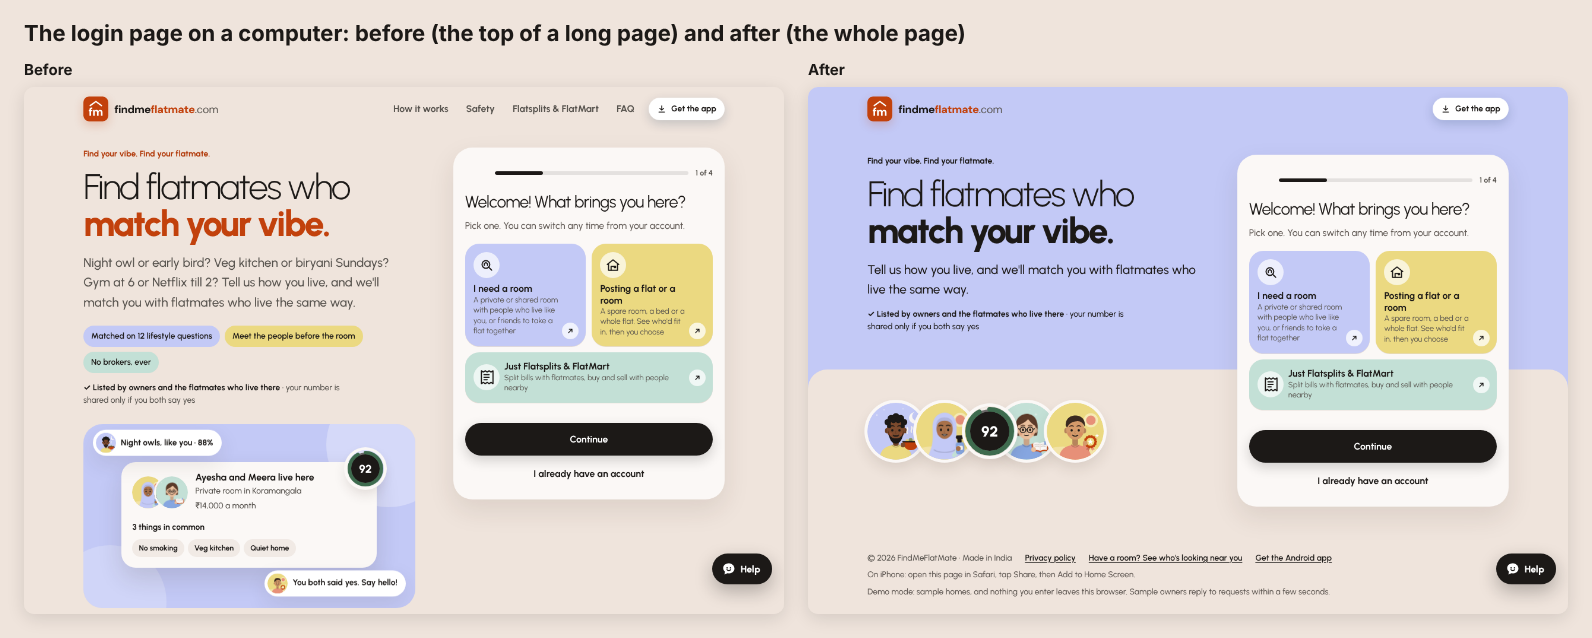 The login page on a computer: before (the top of a long page) and after (the whole page)
Before
fm
findmeflatmate.com
How it works
Safety
Flatsplits & FlatMart
FAQ
Get the app
Find your vibe. Find your flatmate.
Find flatmates who
match your vibe.
Night owl or early bird? Veg kitchen or biryani Sundays?
Gym at 6 or Netflix till 2? Tell us how you live, and we'll
match you with flatmates who live the same way.
Matched on 12 lifestyle questions
Meet the people before the room
No brokers, ever
✓ Listed by owners and the flatmates who live there · your number is
shared only if you both say yes
Night owls, like you · 88%
92
Ayesha and Meera live here
Private room in Koramangala
₹14,000 a month
3 things in common
No smoking
Veg kitchen
Quiet home
You both said yes. Say hello!
1 of 4
Welcome! What brings you here?
Pick one. You can switch any time from your account.
I need a room
A private or shared room
with people who live like
you, or friends to take a
flat together
Posting a flat or a
room
A spare room, a bed or a
whole flat. See who'd fit
in, then you choose
Just Flatsplits & FlatMart
Split bills with flatmates, buy and sell with people
nearby
Continue
I already have an account
Help
After
fm
findmeflatmate.com
Get the app
Find your vibe. Find your flatmate.
Find flatmates who
match your vibe.
Tell us how you live, and we'll match you with flatmates who
live the same way.
✓ Listed by owners and the flatmates who live there · your number is
shared only if you both say yes
92
1 of 4
Welcome! What brings you here?
Pick one. You can switch any time from your account.
I need a room
A private or shared room
with people who live like
you, or friends to take a
flat together
Posting a flat or a
room
A spare room, a bed or a
whole flat. See who'd fit
in, then you choose
Just Flatsplits & FlatMart
Split bills with flatmates, buy and sell with people
nearby
Continue
I already have an account
© 2026 FindMeFlatMate · Made in India
Privacy policy
Have a room? See who's looking near you
Get the Android app
On iPhone: open this page in Safari, tap Share, then Add to Home Screen.
Demo mode: sample homes, and nothing you enter leaves this browser. Sample owners reply to requests within a few seconds.
Help